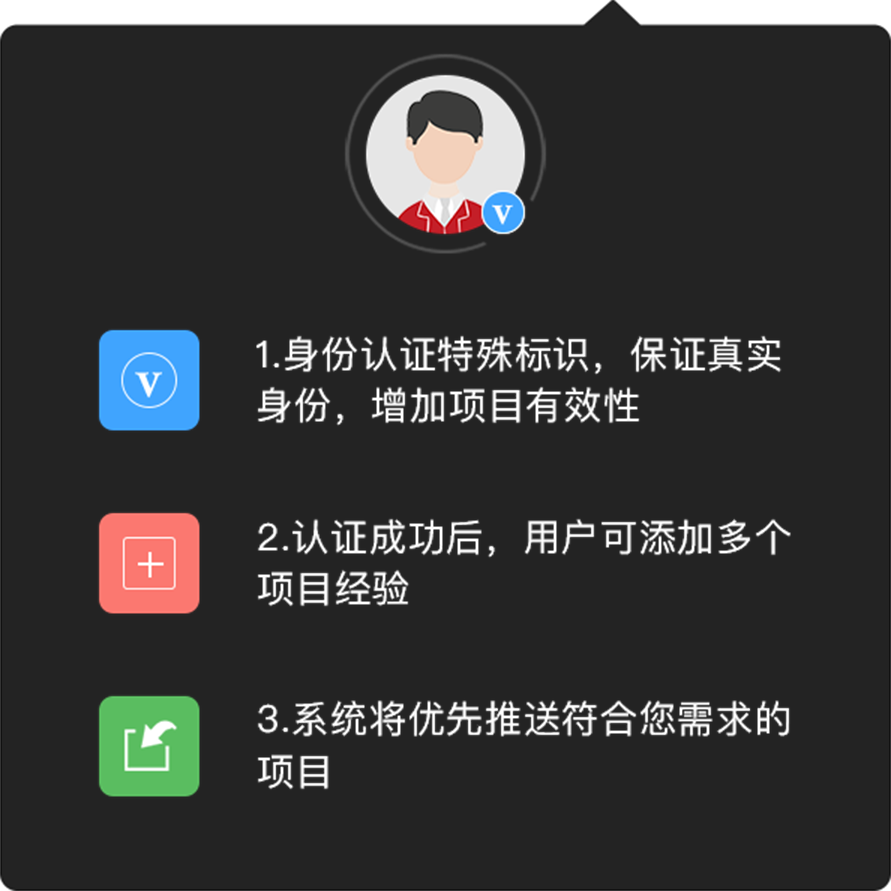 V
V
1.身份认证特殊标识，保证真实
身份，增加项目有效性
2.认证成功后，用户可添加多个
项目经验
3.系统将优先推送符合您需求的
项目